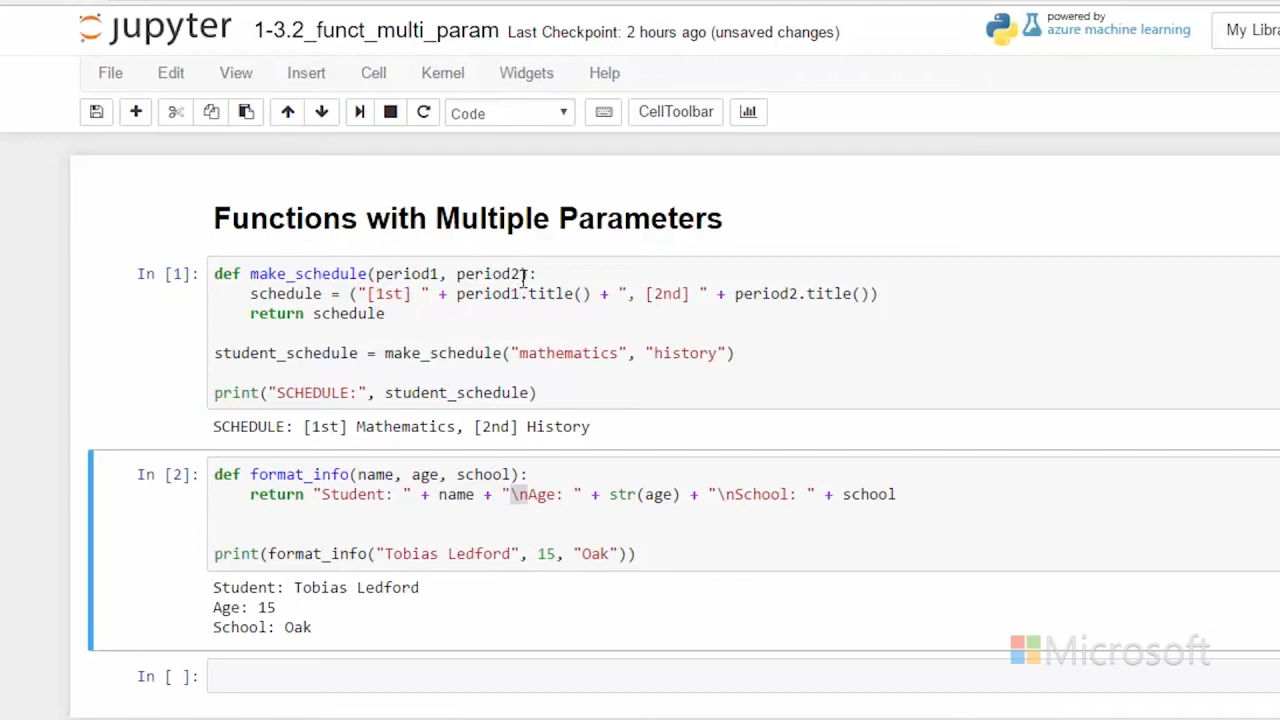 jupyter 1-3.2_funct_multi_param Last Checkpoint: 2 hours ago (unsaved changes)
powered by
azure machine learning
My Libra
File Edit View Insert Cell Kernel Widgets Help
Code CellToolbar
Functions with Multiple Parameters
In [1]: def make_schedule(period1, period2):
schedule = ("[1st] " + period1.title() + ", [2nd] " + period2.title())
return schedule
student_schedule = make_schedule("mathematics", "history")
print("SCHEDULE:", student_schedule)
SCHEDULE: [1st] Mathematics, [2nd] History
In [2]: def format_info(name, age, school):
return "Student: " + name + "\nAge: " + str(age) + "\nSchool: " + school
print(format_info("Tobias Ledford", 15, "Oak"))
Student: Tobias Ledford
Age: 15
School: Oak
Microsoft
In [ ]: